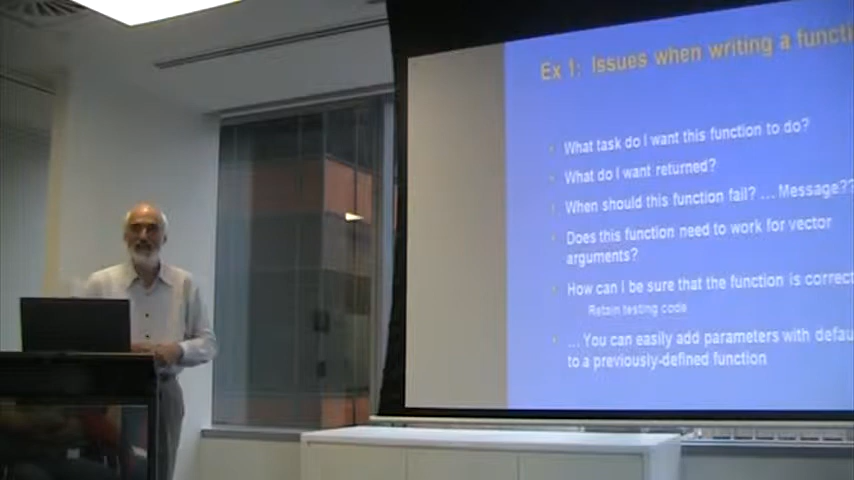 Ex 1: Issues when writing a functi
What task do I want this function to do?
What do I want returned?
When should this function fail? ... Message??
Does this function need to work for vector
arguments?
How can I be sure that the function is correct
Retain testing code
... You can easily add parameters with defau
to a previously-defined function